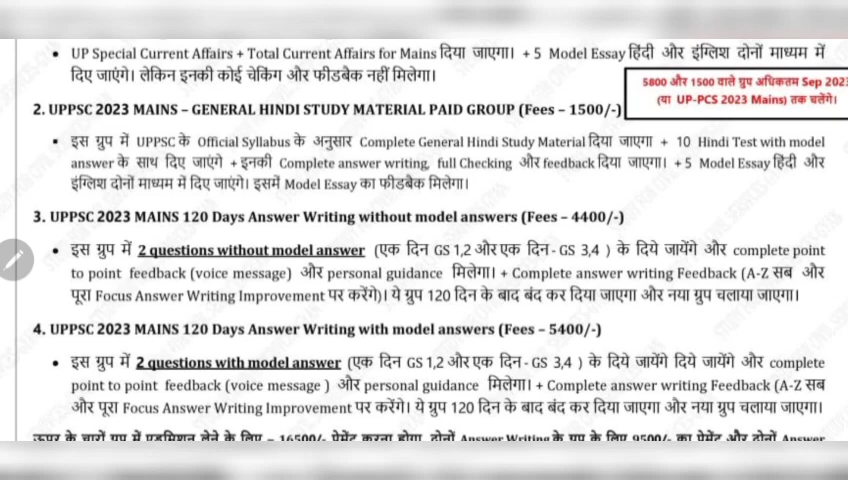 • UP Special Current Affairs + Total Current Affairs for Mains दिया जाएगा। + 5 Model Essay हिंदी और इंग्लिश दोनों माध्यम में
दिए जाएंगे। लेकिन इनकी कोई चेकिंग और फीडबैक नहीं मिलेगा।
5800 और 1500 वाले ग्रुप अधिकतम Sep 2023
(या UP-PCS 2023 Mains) तक चलेंगे।
2. UPPSC 2023 MAINS – GENERAL HINDI STUDY MATERIAL PAID GROUP (Fees – 1500/-)
• इस ग्रुप में UPPSC के Official Syllabus के अनुसार Complete General Hindi Study Material दिया जाएगा + 10 Hindi Test with model
answer के साथ दिए जाएंगे + इनकी Complete answer writing, full Checking और feedback दिया जाएगा। + 5 Model Essay हिंदी और
इंग्लिश दोनों माध्यम में दिए जाएंगे। इसमें Model Essay का फीडबैक मिलेगा।
3. UPPSC 2023 MAINS 120 Days Answer Writing without model answers (Fees – 4400/-)
• इस ग्रुप में 2 questions without model answer (एक दिन GS 1,2 और एक दिन - GS 3,4 ) के दिये जायेंगे और complete point
to point feedback (voice message) और personal guidance मिलेगा। + Complete answer writing Feedback (A-Z सब और
पूरा Focus Answer Writing Improvement पर करेंगे)। ये ग्रुप 120 दिन के बाद बंद कर दिया जाएगा और नया ग्रुप चलाया जाएगा।
4. UPPSC 2023 MAINS 120 Days Answer Writing with model answers (Fees – 5400/-)
• इस ग्रुप में 2 questions with model answer (एक दिन GS 1,2 और एक दिन - GS 3,4 ) के दिये जायेंगे दिये जायेंगे और complete
point to point feedback (voice message ) और personal guidance मिलेगा। + Complete answer writing Feedback (A-Z सब
और पूरा Focus Answer Writing Improvement पर करेंगे। ये ग्रुप 120 दिन के बाद बंद कर दिया जाएगा और नया ग्रुप चलाया जाएगा।
ऊपर के चारों ग्रुप में एडमिशन लेने के लिए – 16500/- पेमेंट करना होगा, दोनों Answer Writing के ग्रुप के लिए 9500/- का पेमेंट और दोनों Answer